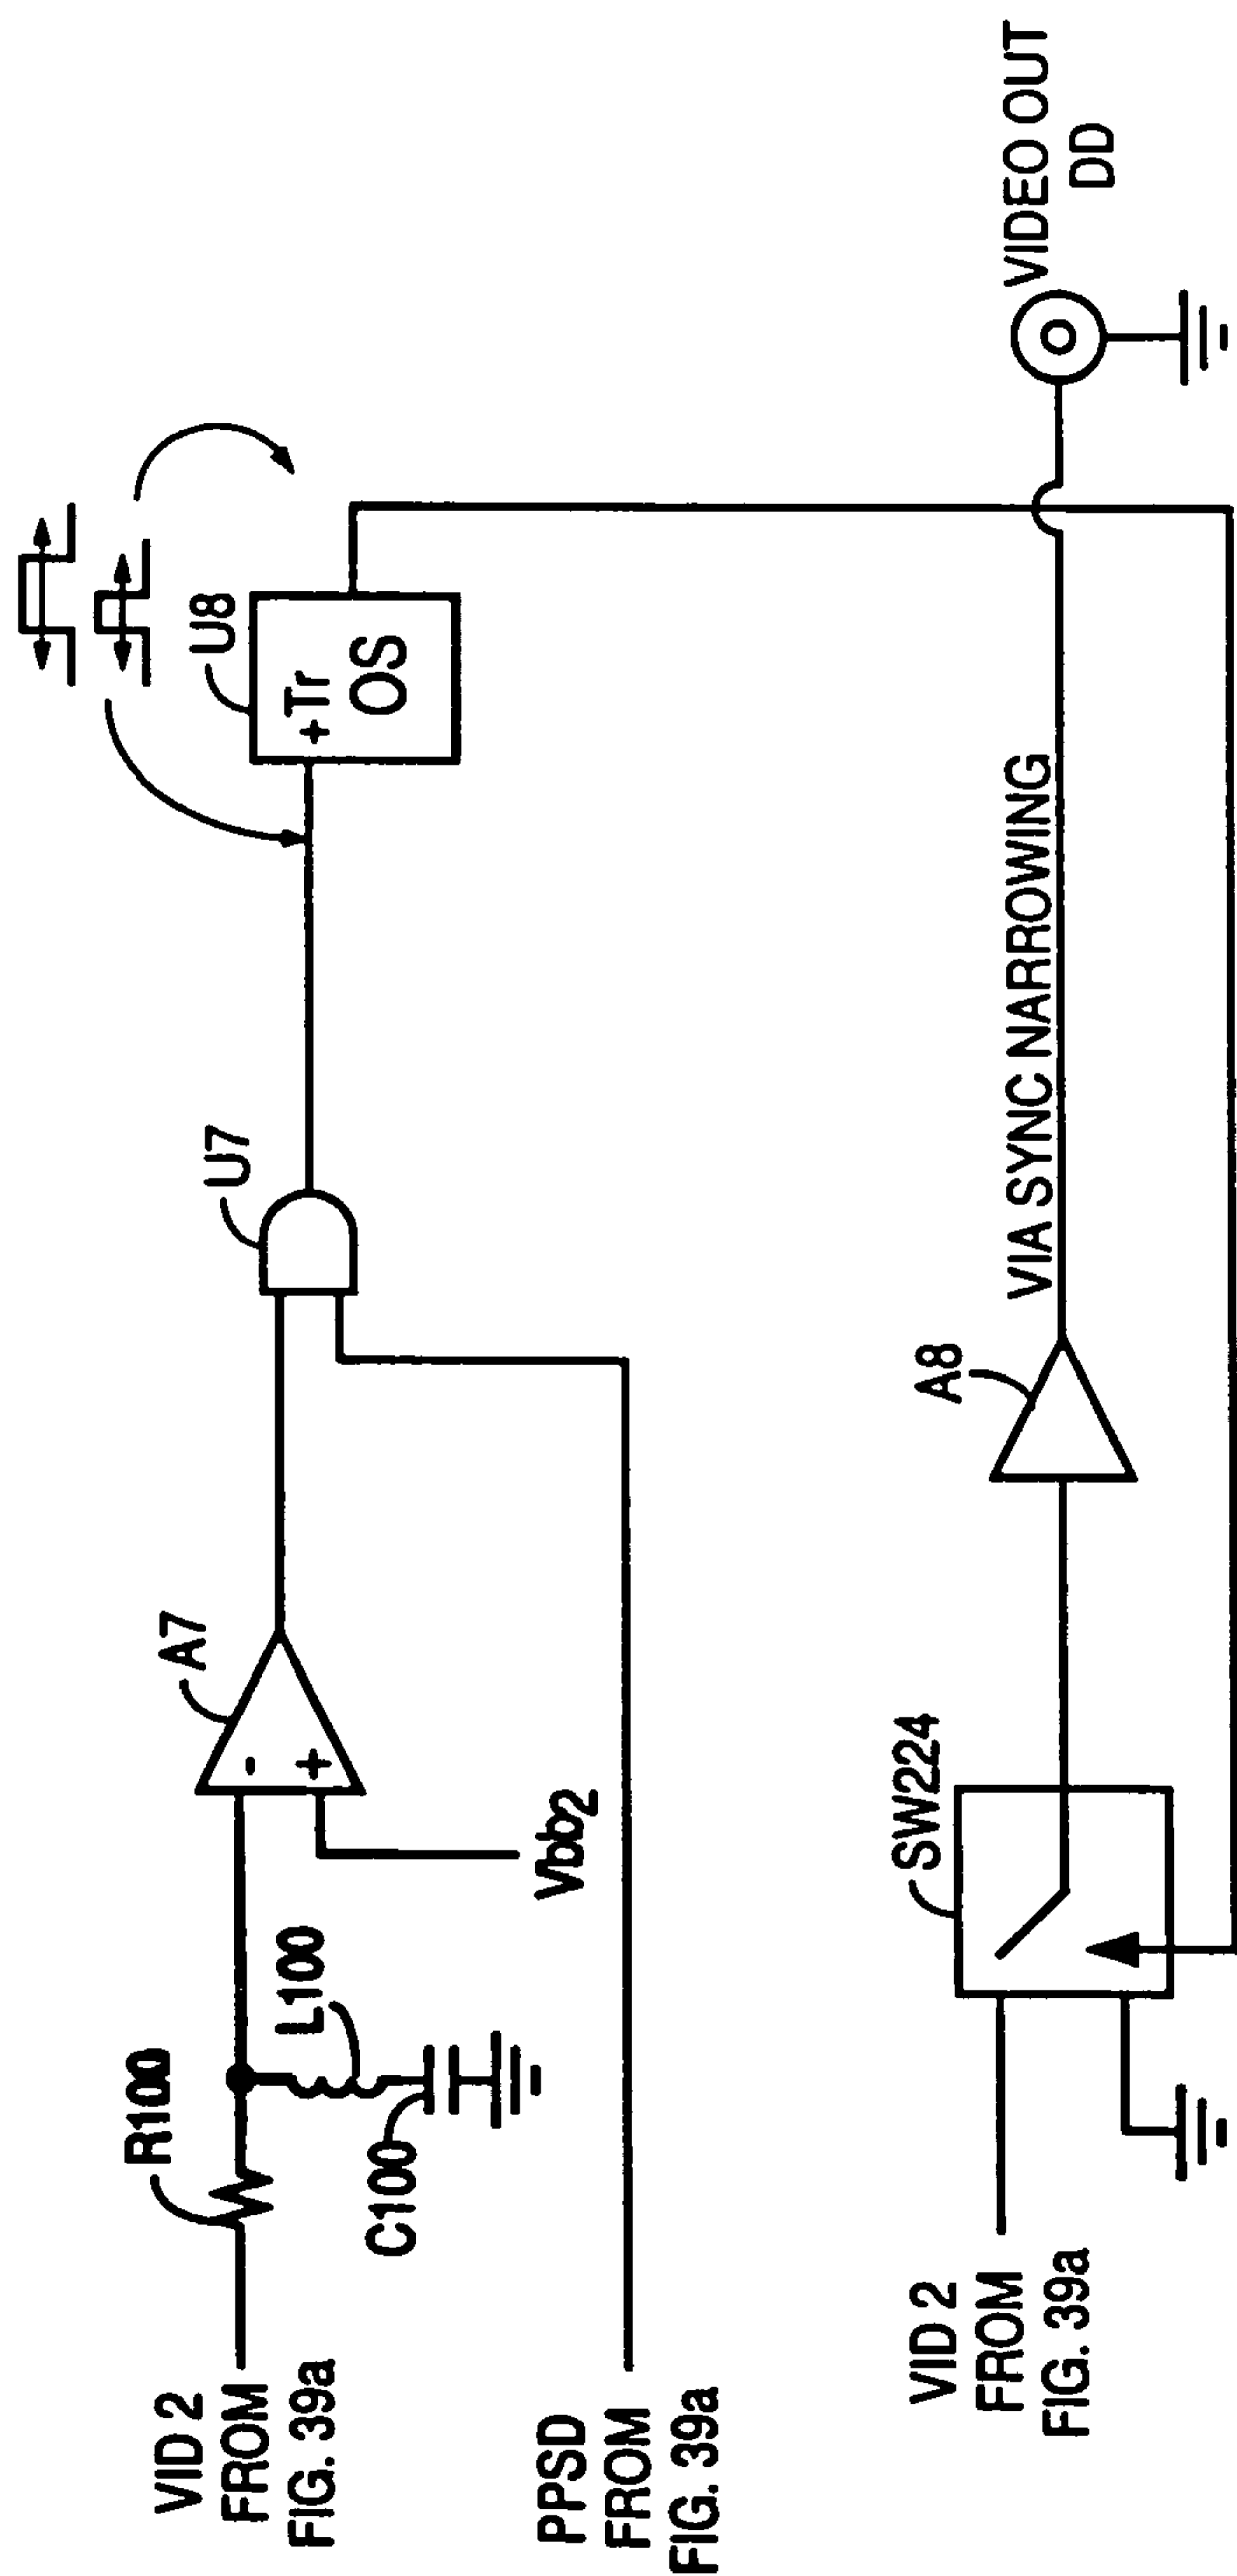 VID 2
FROM
FIG. 39a
R100
L100
C100
A7
-
+
Vbb2
U7
U8
+Tr
OS
PPSD
FROM
FIG. 39a
VID 2
FROM
FIG. 39a
SW224
A8
VIA SYNC NARROWING
VIDEO OUT
DD